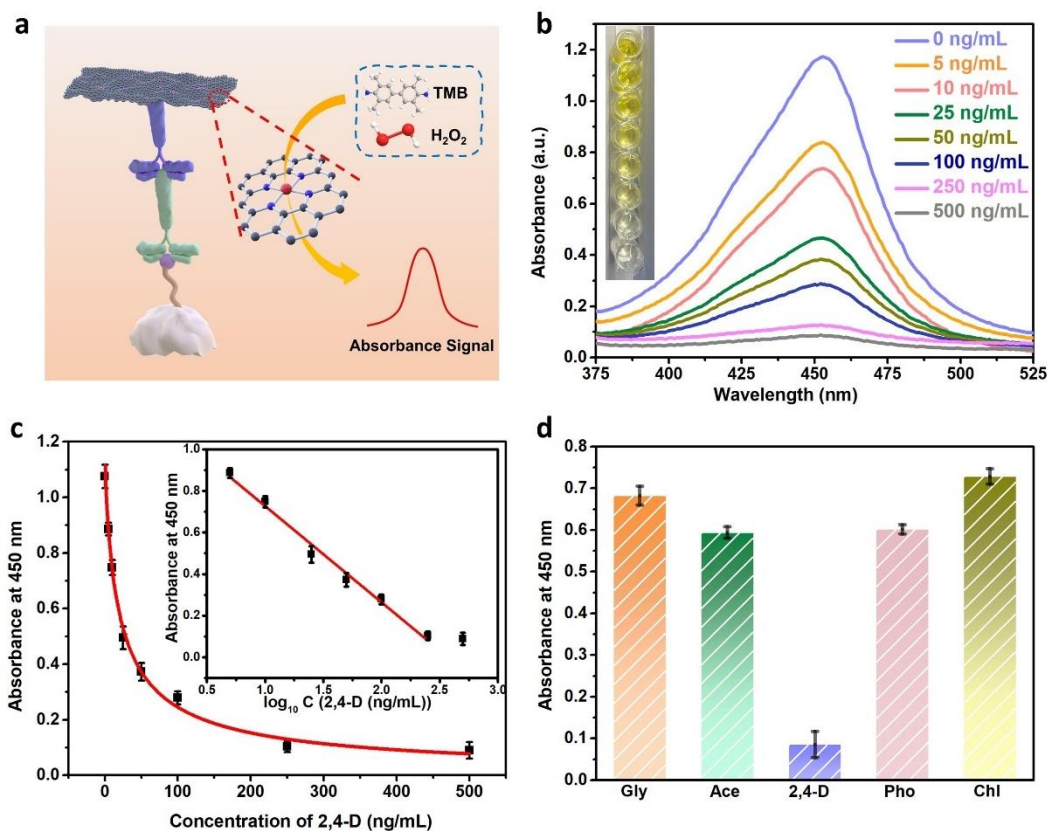 a
TMB
H₂O₂
Absorbance Signal
b
Absorbance (a.u.)
1.2
1.0
0.8
0.6
0.4
0.2
0.0
375 400 425 450 475 500 525
Wavelength (nm)
0 ng/mL
5 ng/mL
10 ng/mL
25 ng/mL
50 ng/mL
100 ng/mL
250 ng/mL
500 ng/mL
c
Absorbance at 450 nm
1.2
1.0
0.8
0.6
0.4
0.2
0.0
0 100 200 300 400 500
Concentration of 2,4-D (ng/mL)
Absorbance at 450 nm
1.0
0.8
0.6
0.4
0.2
0.0
0.5 1.0 1.5 2.0 2.5 3.0
log₁₀ C (2,4-D (ng/mL))
d
Absorbance at 450 nm
0.8
0.7
0.6
0.5
0.4
0.3
0.2
0.1
0.0
Gly Ace 2,4-D Pho Chl